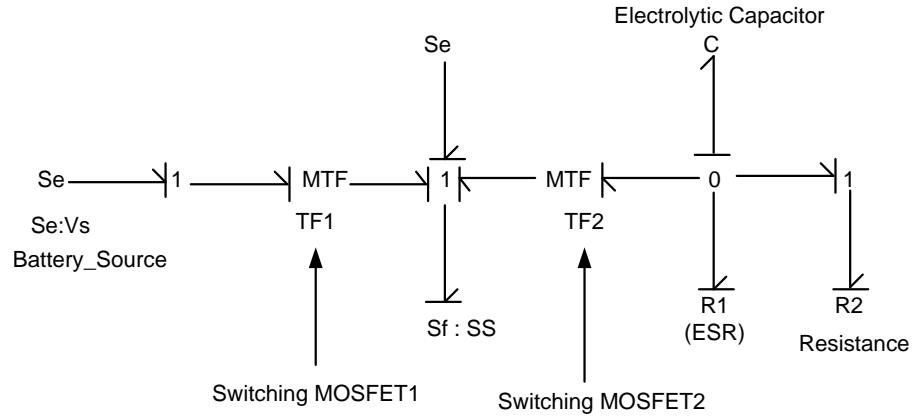 Electrolytic Capacitor
Se
C
Se
1
MTF
1
MTF
0
1
Se:Vs
TF1
TF2
Battery_Source
R1
R2
(ESR)
Sf : SS
Resistance
Switching MOSFET1
Switching MOSFET2